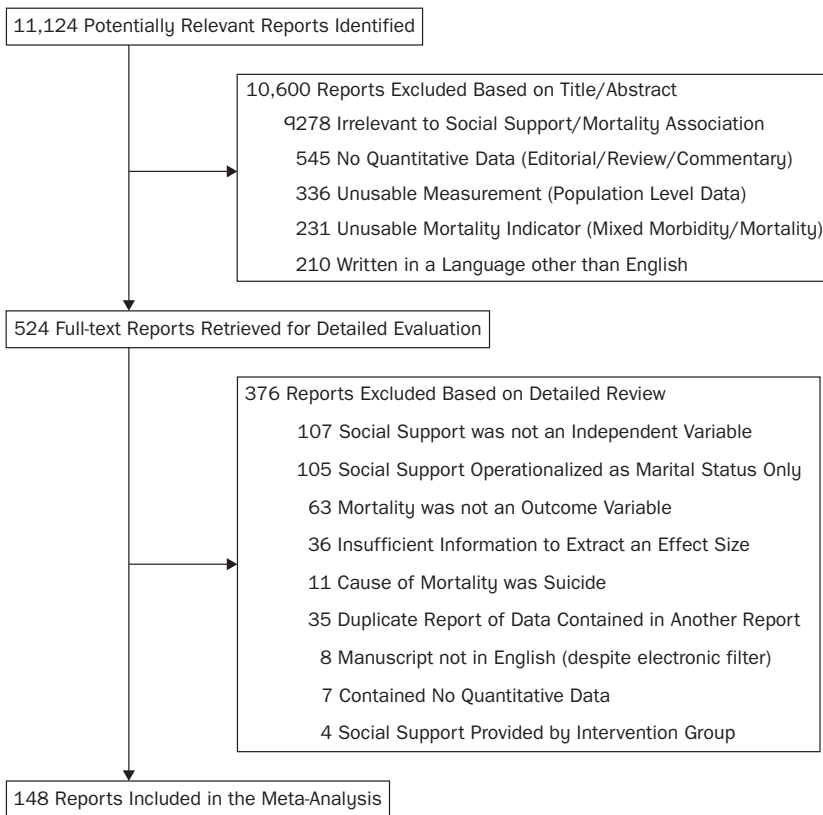 11,124 Potentially Relevant Reports Identified
10,600 Reports Excluded Based on Title/Abstract
9278 Irrelevant to Social Support/Mortality Association
545 No Quantitative Data (Editorial/Review/Commentary)
336 Unusable Measurement (Population Level Data)
231 Unusable Mortality Indicator (Mixed Morbidity/Mortality)
210 Written in a Language other than English
524 Full-text Reports Retrieved for Detailed Evaluation
376 Reports Excluded Based on Detailed Review
107 Social Support was not an Independent Variable
105 Social Support Operationalized as Marital Status Only
63 Mortality was not an Outcome Variable
36 Insufficient Information to Extract an Effect Size
11 Cause of Mortality was Suicide
35 Duplicate Report of Data Contained in Another Report
8 Manuscript not in English (despite electronic filter)
7 Contained No Quantitative Data
4 Social Support Provided by Intervention Group
148 Reports Included in the Meta-Analysis